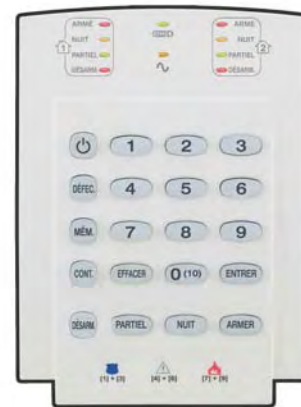 ARMÉ ARMÉ
1 NUIT NUIT 2
PARTIEL PARTIEL
DÉSARM. DÉSARM.
1 2 3
DÉFEC. 4 5 6
MÉM. 7 8 9
CONT. EFFACER 0 (10) ENTRER
DÉSARM. PARTIEL NUIT ARMER
[1] + [3] [4] + [6] [7] + [9]